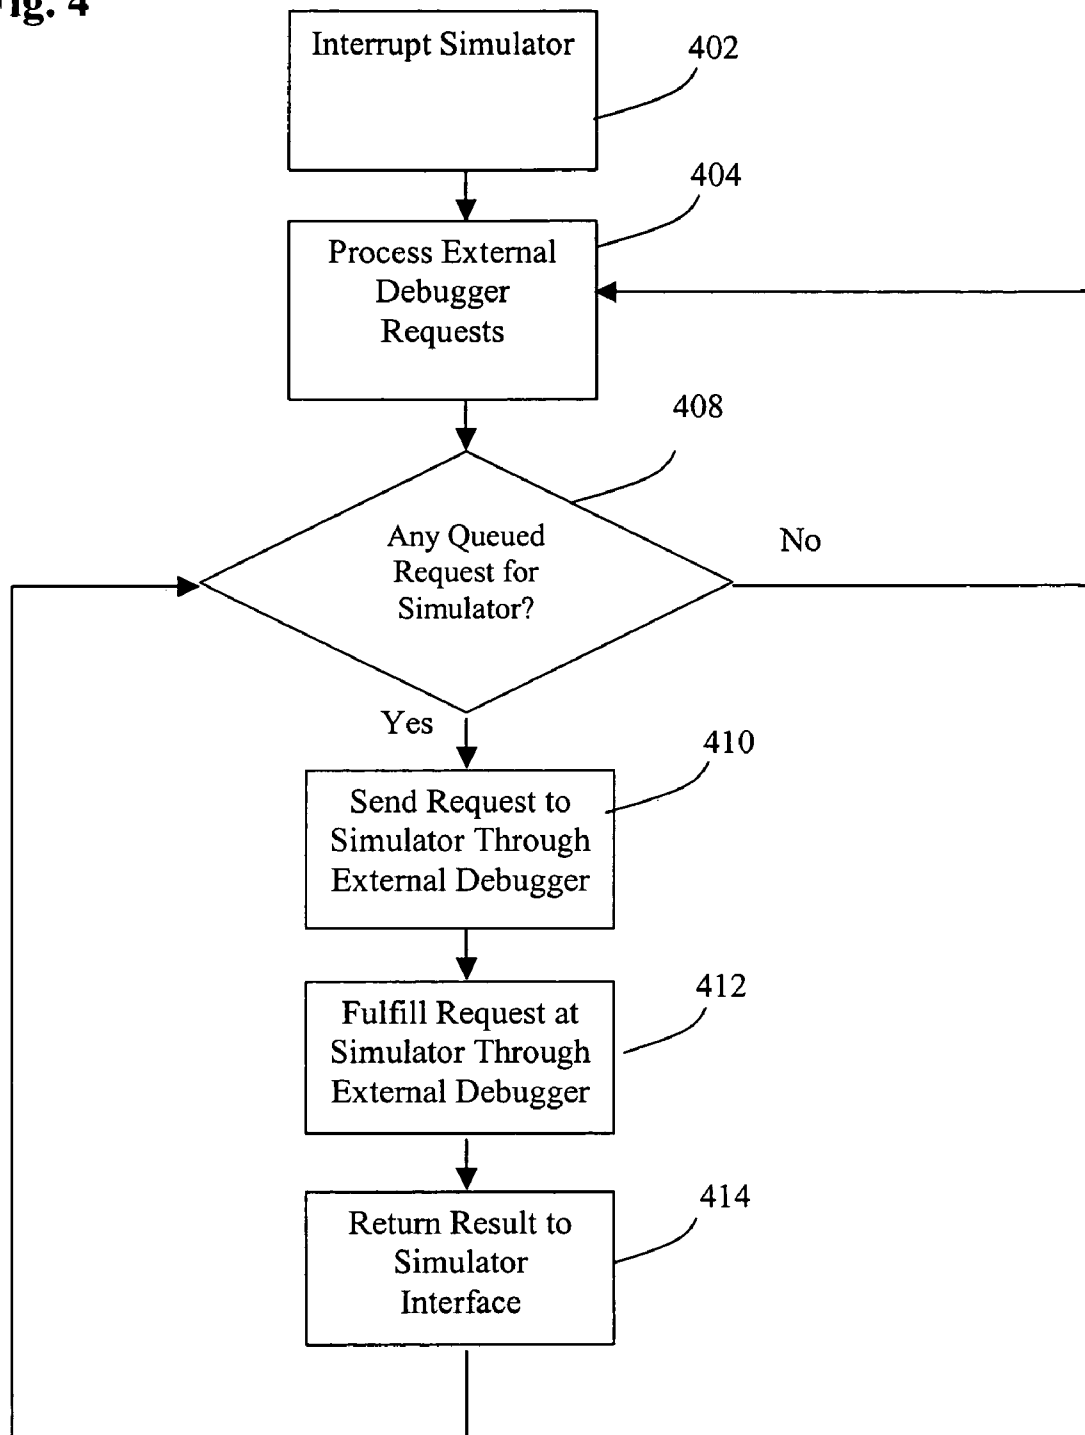 Fig. 4
Interrupt Simulator
402
404
Process External
Debugger
Requests
408
Any Queued
Request for
Simulator?
No
Yes
410
Send Request to
Simulator Through
External Debugger
412
Fulfill Request at
Simulator Through
External Debugger
414
Return Result to
Simulator
Interface